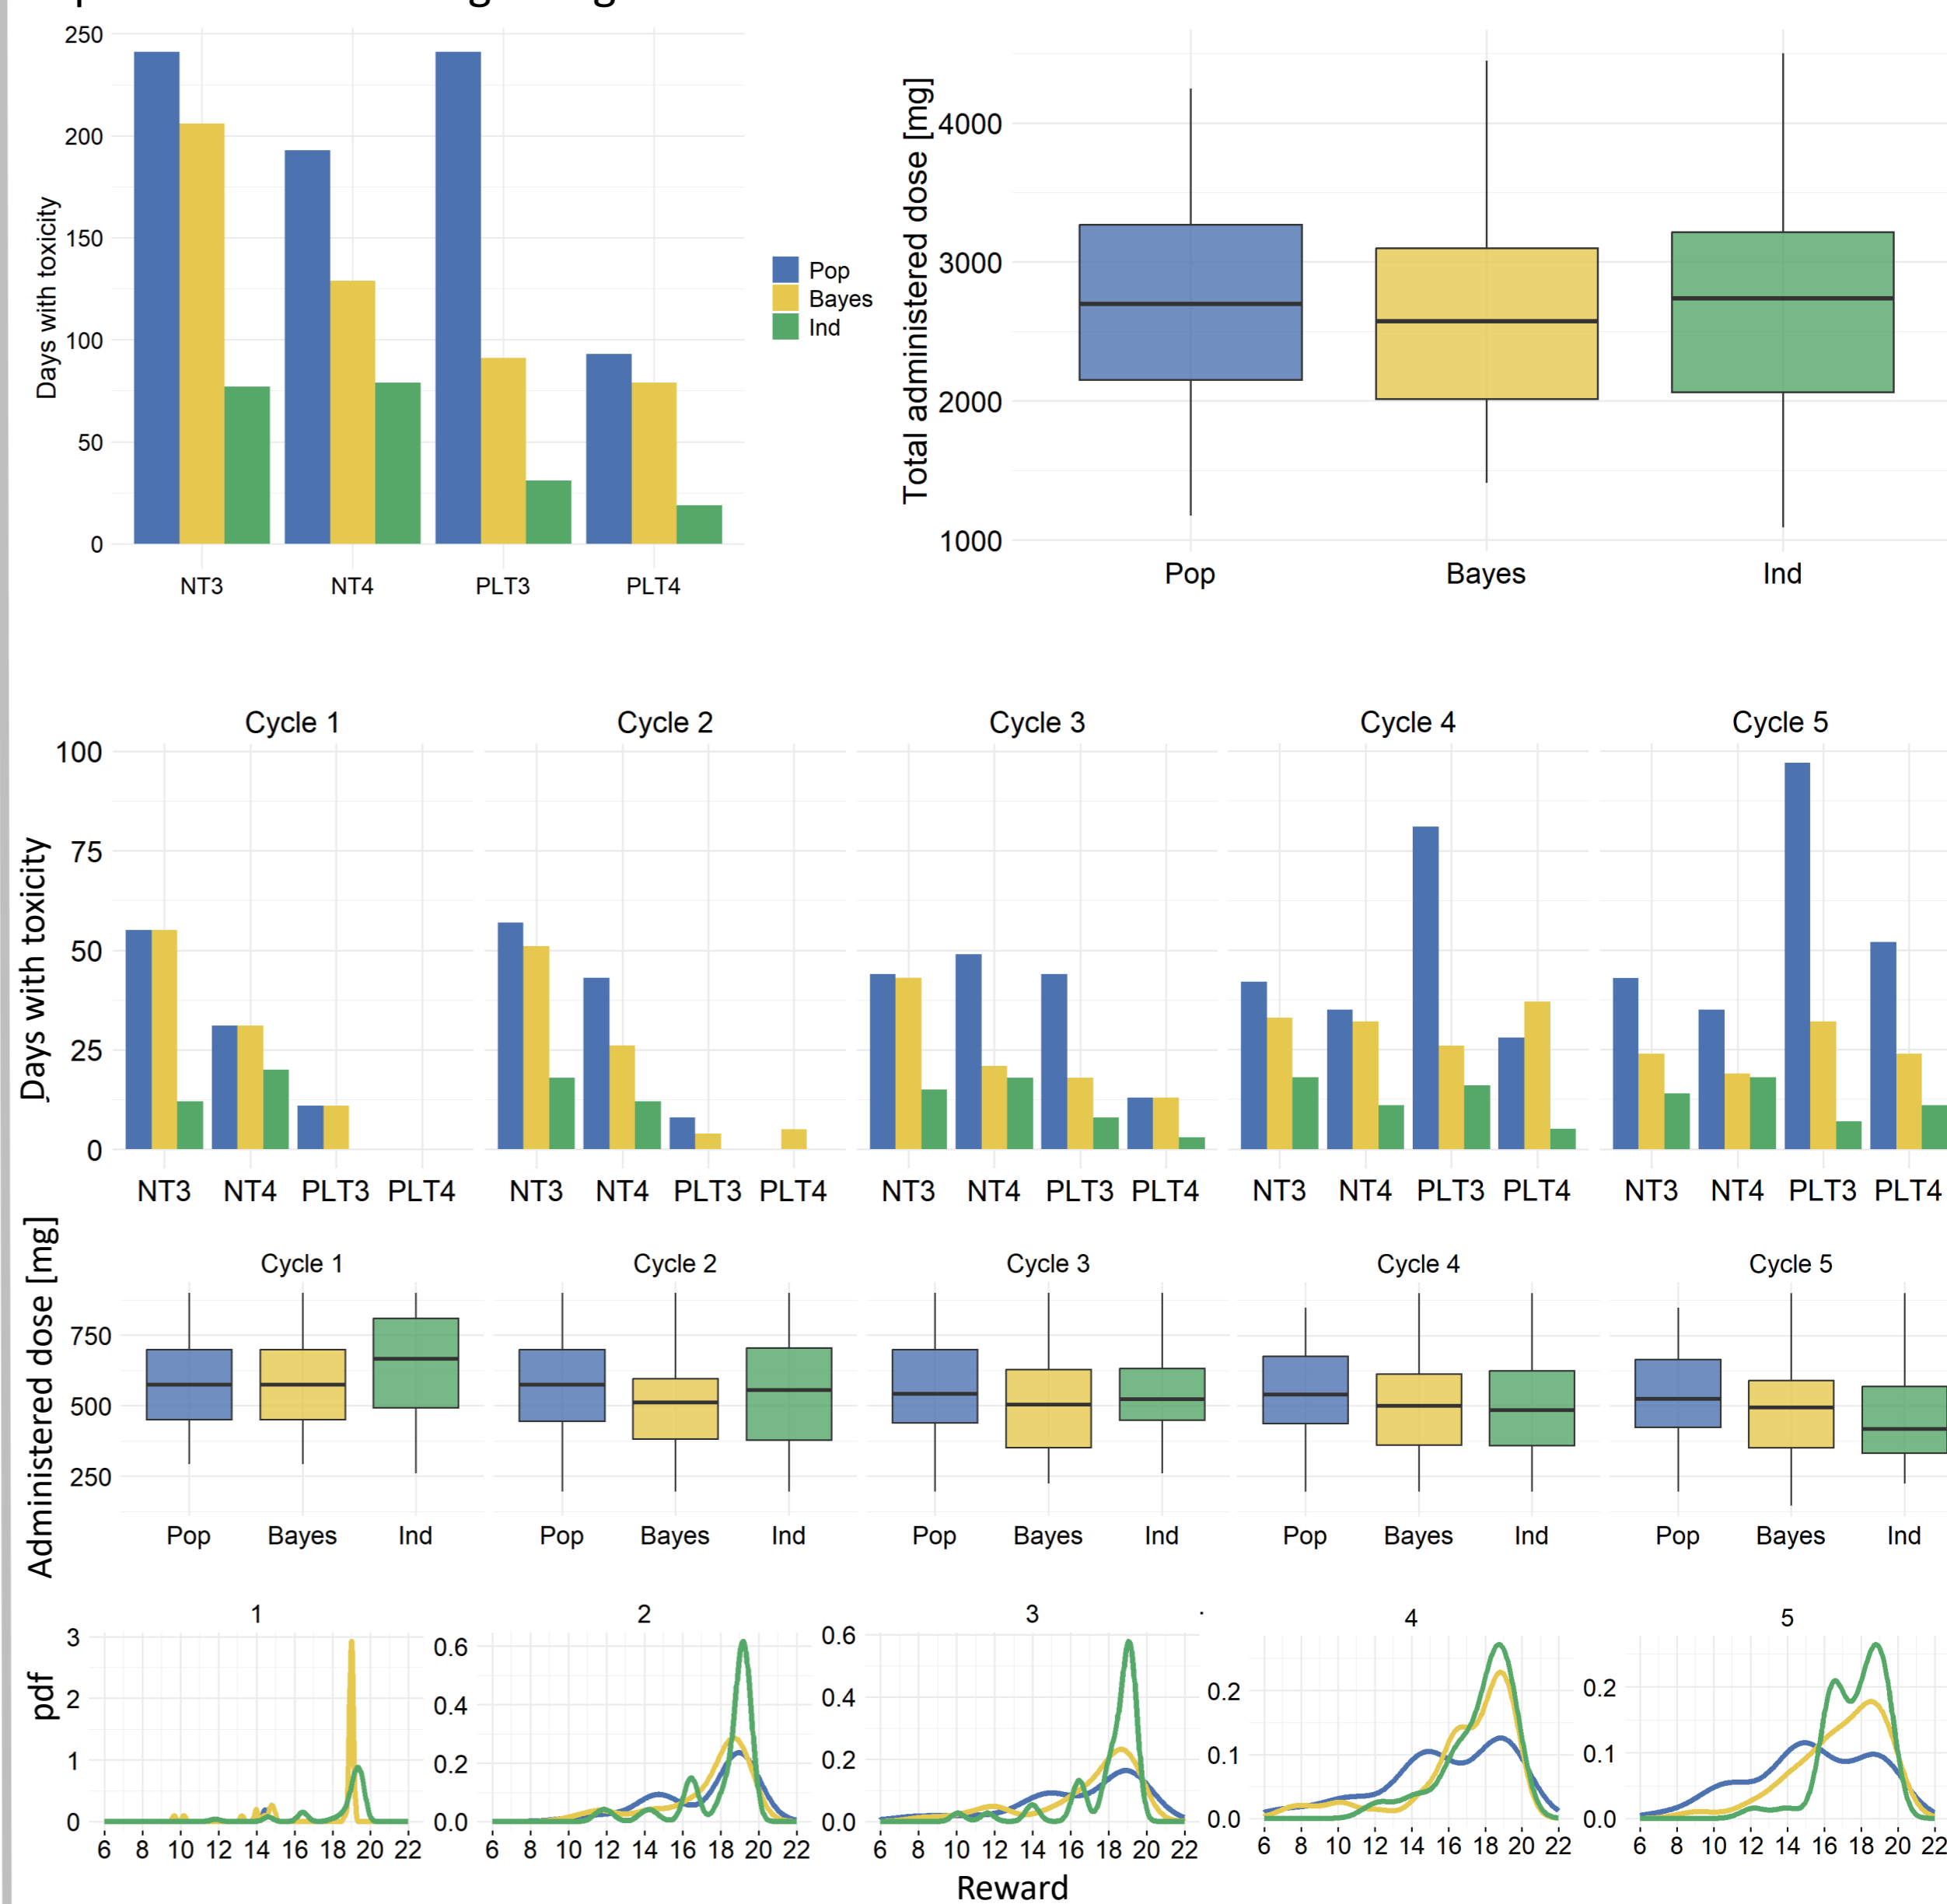 250
200
150
100
50
0
Days with toxicity
NT3 NT4 PLT3 PLT4
Pop
Bayes
Ind
Total administered dose [mg]
4000
3000
2000
1000
Pop Bayes Ind
Cycle 1 Cycle 2 Cycle 3 Cycle 4 Cycle 5
100
75
50
25
0
Days with toxicity
NT3 NT4 PLT3 PLT4 NT3 NT4 PLT3 PLT4 NT3 NT4 PLT3 PLT4 NT3 NT4 PLT3 PLT4 NT3 NT4 PLT3 PLT4
Administered dose [mg]
Cycle 1 Cycle 2 Cycle 3 Cycle 4 Cycle 5
750
500
250
Pop Bayes Ind Pop Bayes Ind Pop Bayes Ind Pop Bayes Ind Pop Bayes Ind
1 2 3 4 5
pdf
3
2
1
0
0.6
0.4
0.2
0.0
0.6
0.4
0.2
0.0
0.2
0.1
0.0
0.2
0.1
0.0
6 8 10 12 14 16 18 20 22 6 8 10 12 14 16 18 20 22 6 8 10 12 14 16 18 20 22 6 8 10 12 14 16 18 20 22 6 8 10 12 14 16 18 20 22
Reward